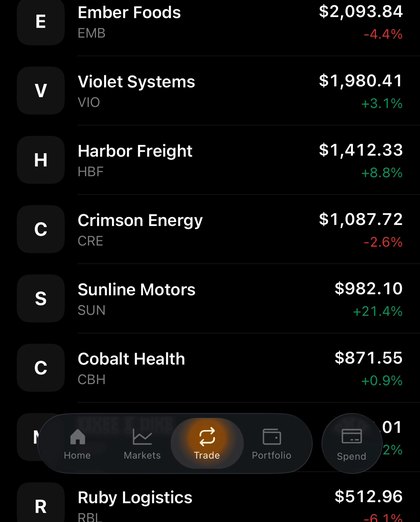 E
Ember Foods
$2,093.84
EMB
-4.4%
V
Violet Systems
$1,980.41
VIO
+3.1%
H
Harbor Freight
$1,412.33
HBF
+8.8%
C
Crimson Energy
$1,087.72
CRE
-2.6%
S
Sunline Motors
$982.10
SUN
+21.4%
C
Cobalt Health
$871.55
CBH
+0.9%
.01
2%
Home
Markets
Trade
Portfolio
Spend
R
Ruby Logistics
$512.96
RBL
-6.1%